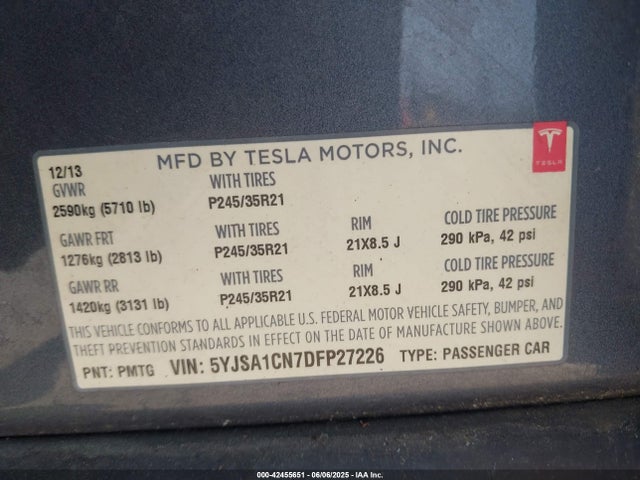 MFD BY TESLA MOTORS, INC.
TESLA
12/13
GVWR WITH TIRES
2590kg (5710 lb) P245/35R21
GAWR FRT WITH TIRES RIM COLD TIRE PRESSURE
1276kg (2813 lb) P245/35R21 21X8.5 J 290 kPa, 42 psi
GAWR RR WITH TIRES RIM COLD TIRE PRESSURE
1420kg (3131 lb) P245/35R21 21X8.5 J 290 kPa, 42 psi
THIS VEHICLE CONFORMS TO ALL APPLICABLE U.S. FEDERAL MOTOR VEHICLE SAFETY, BUMPER, AND
THEFT PREVENTION STANDARDS IN EFFECT ON THE DATE OF MANUFACTURE SHOWN ABOVE.
PNT: PMTG VIN: 5YJSA1CN7DFP27226 TYPE: PASSENGER CAR
000-42455651 - 06/06/2025 - IAA Inc.